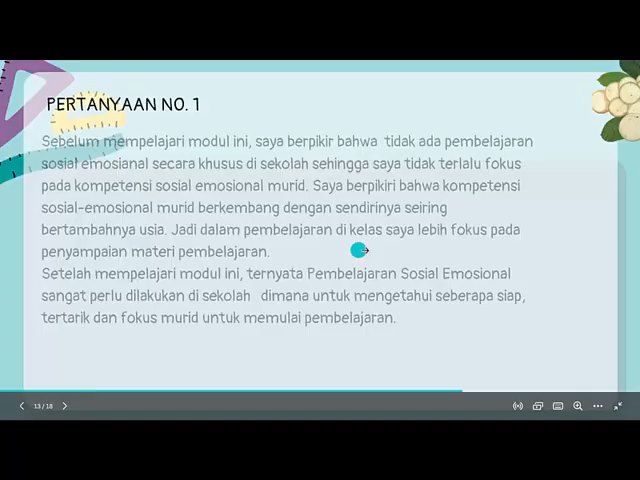 PERTANYAAN NO. 1
Sebelum mempelajari modul ini, saya berpikir bahwa tidak ada pembelajaran
sosial emosianal secara khusus di sekolah sehingga saya tidak terlalu fokus
pada kompetensi sosial emosional murid. Saya berpikiri bahwa kompetensi
sosial-emosional murid berkembang dengan sendirinya seiring
bertambahnya usia. Jadi dalam pembelajaran di kelas saya lebih fokus pada
penyampaian materi pembelajaran.
Setelah mempelajari modul ini, ternyata Pembelajaran Sosial Emosional
sangat perlu dilakukan di sekolah dimana untuk mengetahui seberapa siap,
tertarik dan fokus murid untuk memulai pembelajaran.
13 / 18